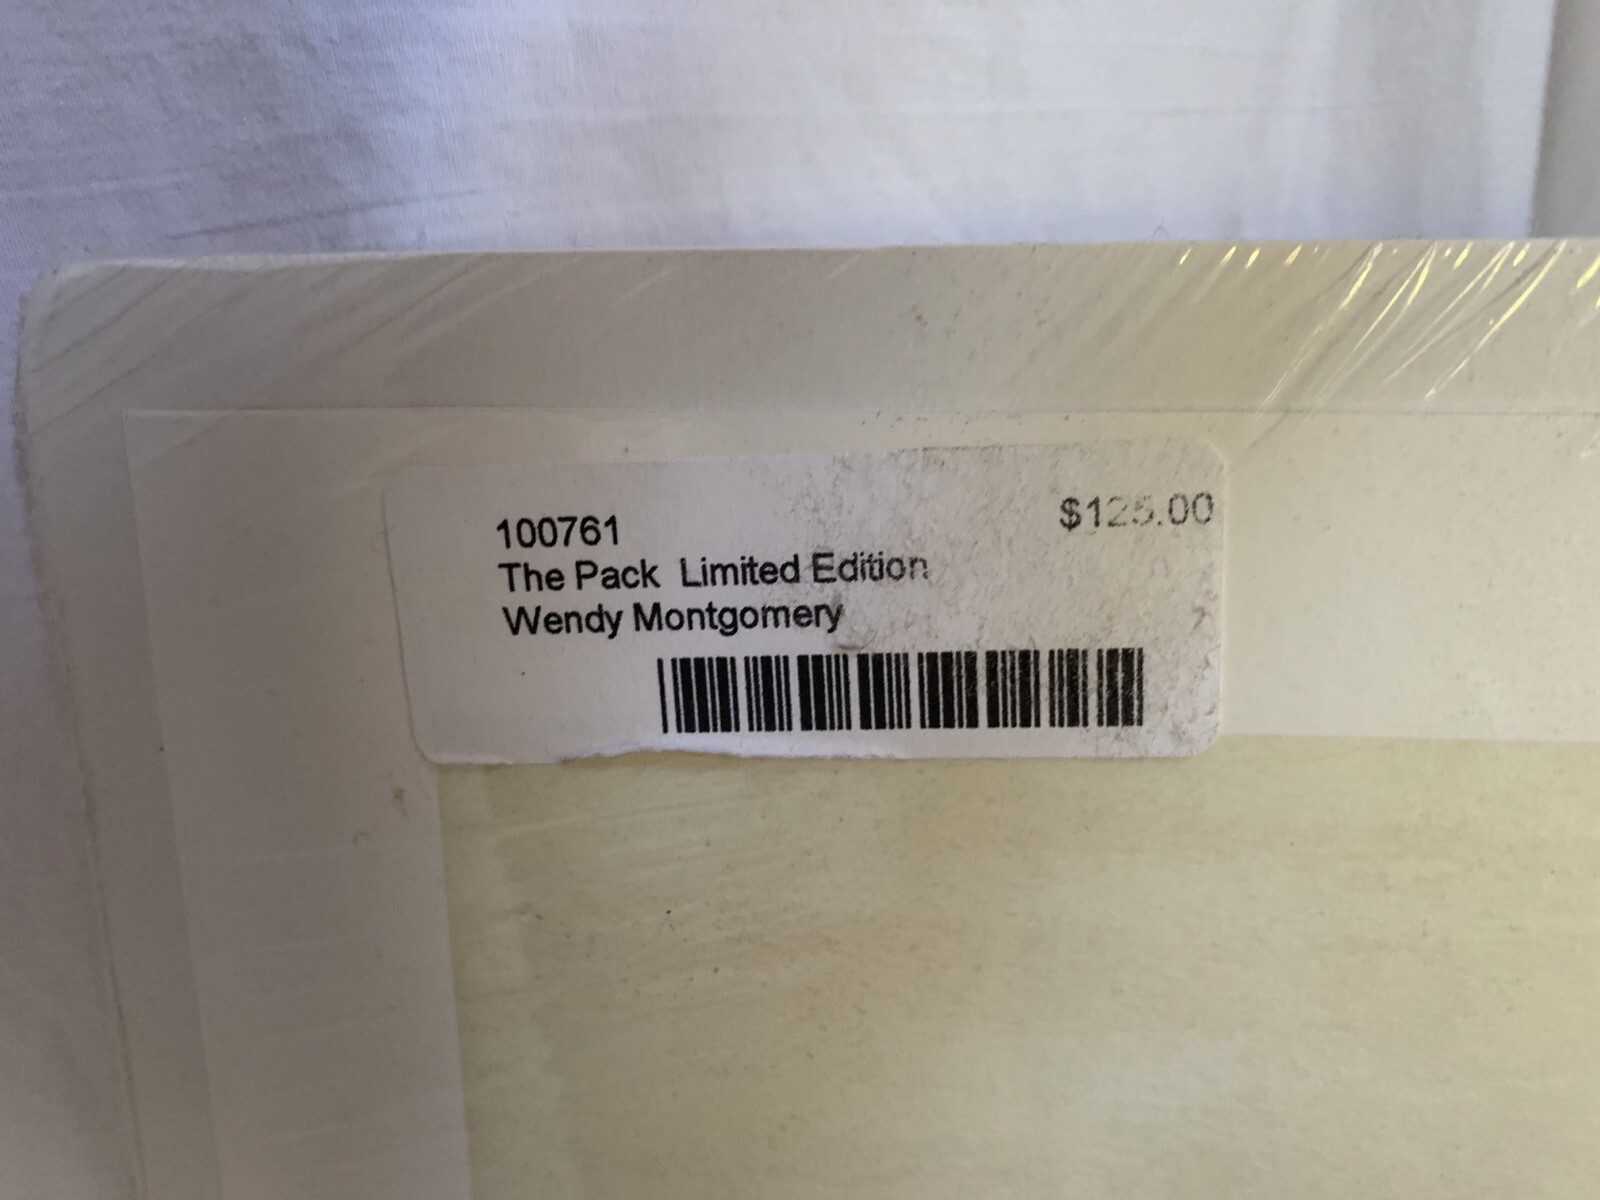 100761
$125.00
The Pack  Limited Edition
Wendy Montgomery